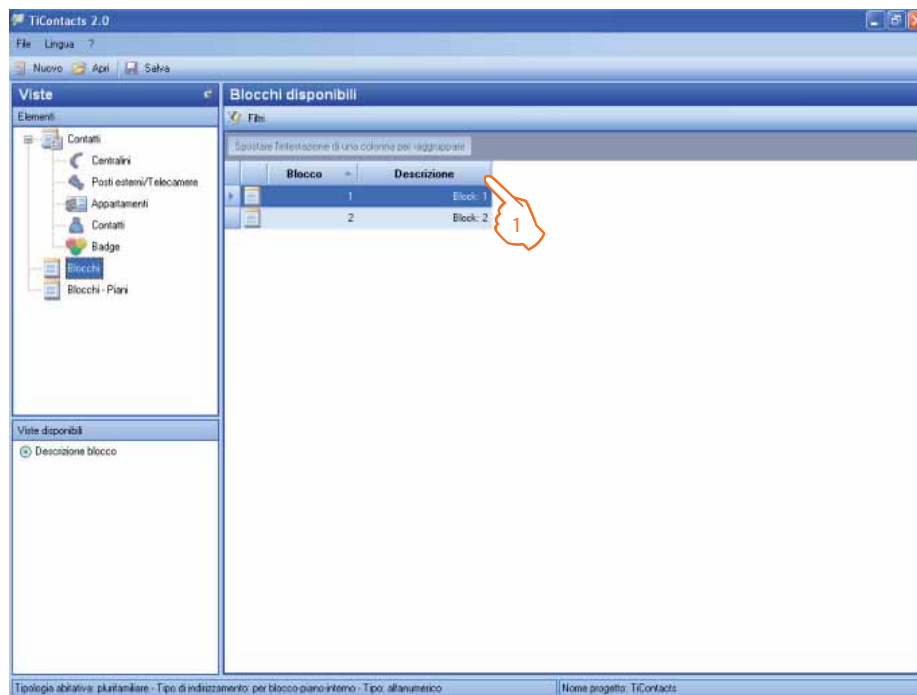 TiContacts 2.0
File Lingua ?
Nuovo Apri Salva
Viste
Elementi
Contatti
Centralini
Posti esterni/Telecamere
Appartamenti
Contatti
Badge
Blocchi
Blocchi - Piani
Viste disponibili
Descrizione blocco
Blocchi disponibili
Filtri
Spostare l'intestazione di una colonna per raggruppare
Blocco Descrizione
1 Block: 1
2 Block: 2
1
Tipologia abitativa: plurifamiliare - Tipo di indirizzamento: per blocco-piano-interno - Tipo: alfanumerico
Nome progetto: TiContacts